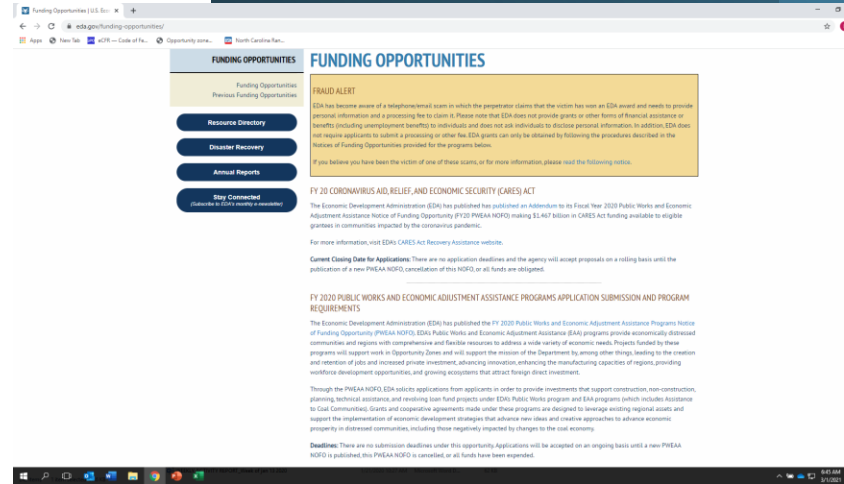 Funding Opportunities | U.S. Eco
eda.gov/funding-opportunities/
Apps New Tab eCFR — Code of Fe... Opportunity zone... North Carolina Ran...
FUNDING OPPORTUNITIES
Funding Opportunities
Previous Funding Opportunities
Resource Directory
Disaster Recovery
Annual Reports
Stay Connected
(Subscribe to EDA's monthly e-newsletter)
FUNDING OPPORTUNITIES
FRAUD ALERT
EDA has become aware of a telephone/email scam in which the perpetrator claims that the victim has won an EDA award and needs to provide
personal information and a processing fee to claim it. Please note that EDA does not provide grants or other forms of financial assistance or
benefits (including unemployment benefits) to individuals and does not ask individuals to disclose personal information. In addition, EDA does
not require applicants to submit a processing or other fee. EDA grants can only be obtained by following the procedures described in the
Notices of Funding Opportunities provided for the programs below.
If you believe you have been the victim of one of these scams, or for more information, please read the following notice.
FY 20 CORONAVIRUS AID, RELIEF, AND ECONOMIC SECURITY (CARES) ACT
The Economic Development Administration (EDA) has published has published an Addendum to its Fiscal Year 2020 Public Works and Economic
Adjustment Assistance Notice of Funding Opportunity (FY20 PWEAA NOFO) making $1.467 billion in CARES Act funding available to eligible
grantees in communities impacted by the coronavirus pandemic.
For more information, visit EDA's CARES Act Recovery Assistance website.
Current Closing Date for Applications: There are no application deadlines and the agency will accept proposals on a rolling basis until the
publication of a new PWEAA NOFO, cancellation of this NOFO, or all funds are obligated.
FY 2020 PUBLIC WORKS AND ECONOMIC ADJUSTMENT ASSISTANCE PROGRAMS APPLICATION SUBMISSION AND PROGRAM
REQUIREMENTS
The Economic Development Administration (EDA) has published the FY 2020 Public Works and Economic Adjustment Assistance Programs Notice
of Funding Opportunity (PWEAA NOFO). EDA's Public Works and Economic Adjustment Assistance (EAA) programs provide economically distressed
communities and regions with comprehensive and flexible resources to address a wide variety of economic needs. Projects funded by these
programs will support work in Opportunity Zones and will support the mission of the Department by, among other things, leading to the creation
and retention of jobs and increased private investment, advancing innovation, enhancing the manufacturing capacities of regions, providing
workforce development opportunities, and growing ecosystems that attract foreign direct investment.
Through the PWEAA NOFO, EDA solicits applications from applicants in order to provide investments that support construction, non-construction,
planning, technical assistance, and revolving loan fund projects under EDA's Public Works program and EAA programs (which includes Assistance
to Coal Communities). Grants and cooperative agreements made under these programs are designed to leverage existing regional assets and
support the implementation of economic development strategies that advance new ideas and creative approaches to advance economic
prosperity in distressed communities, including those negatively impacted by changes to the coal economy.
Deadlines: There are no submission deadlines under this opportunity. Applications will be accepted on an ongoing basis until a new PWEAA
NOFO is published, this PWEAA NOFO is cancelled, or all funds have been expended.
8:45 AM
3/1/2021